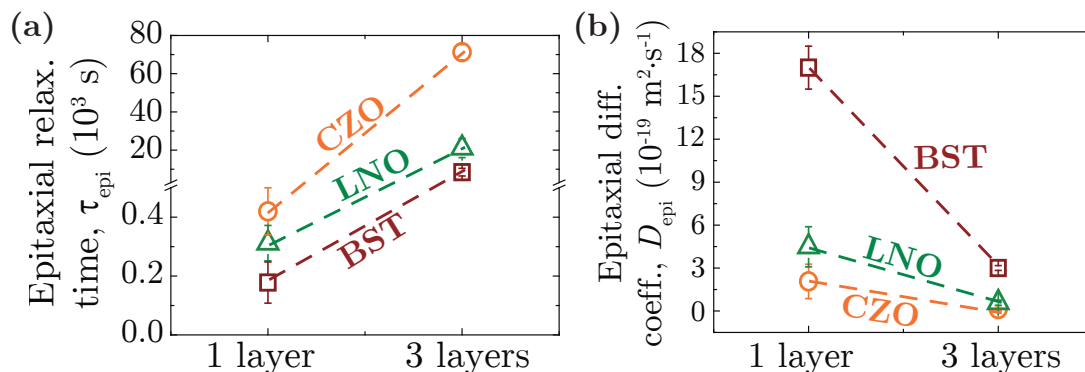 (a)
Epitaxial relax.
time, τepi (10³ s)
80
60
40
20
0.4
0.2
0.0
CZO
LNO
BST
1 layer
3 layers
(b)
Epitaxial diff.
coeff., Depi (10⁻¹⁹ m²·s⁻¹)
18
15
12
9
6
3
0
BST
LNO
CZO
1 layer
3 layers